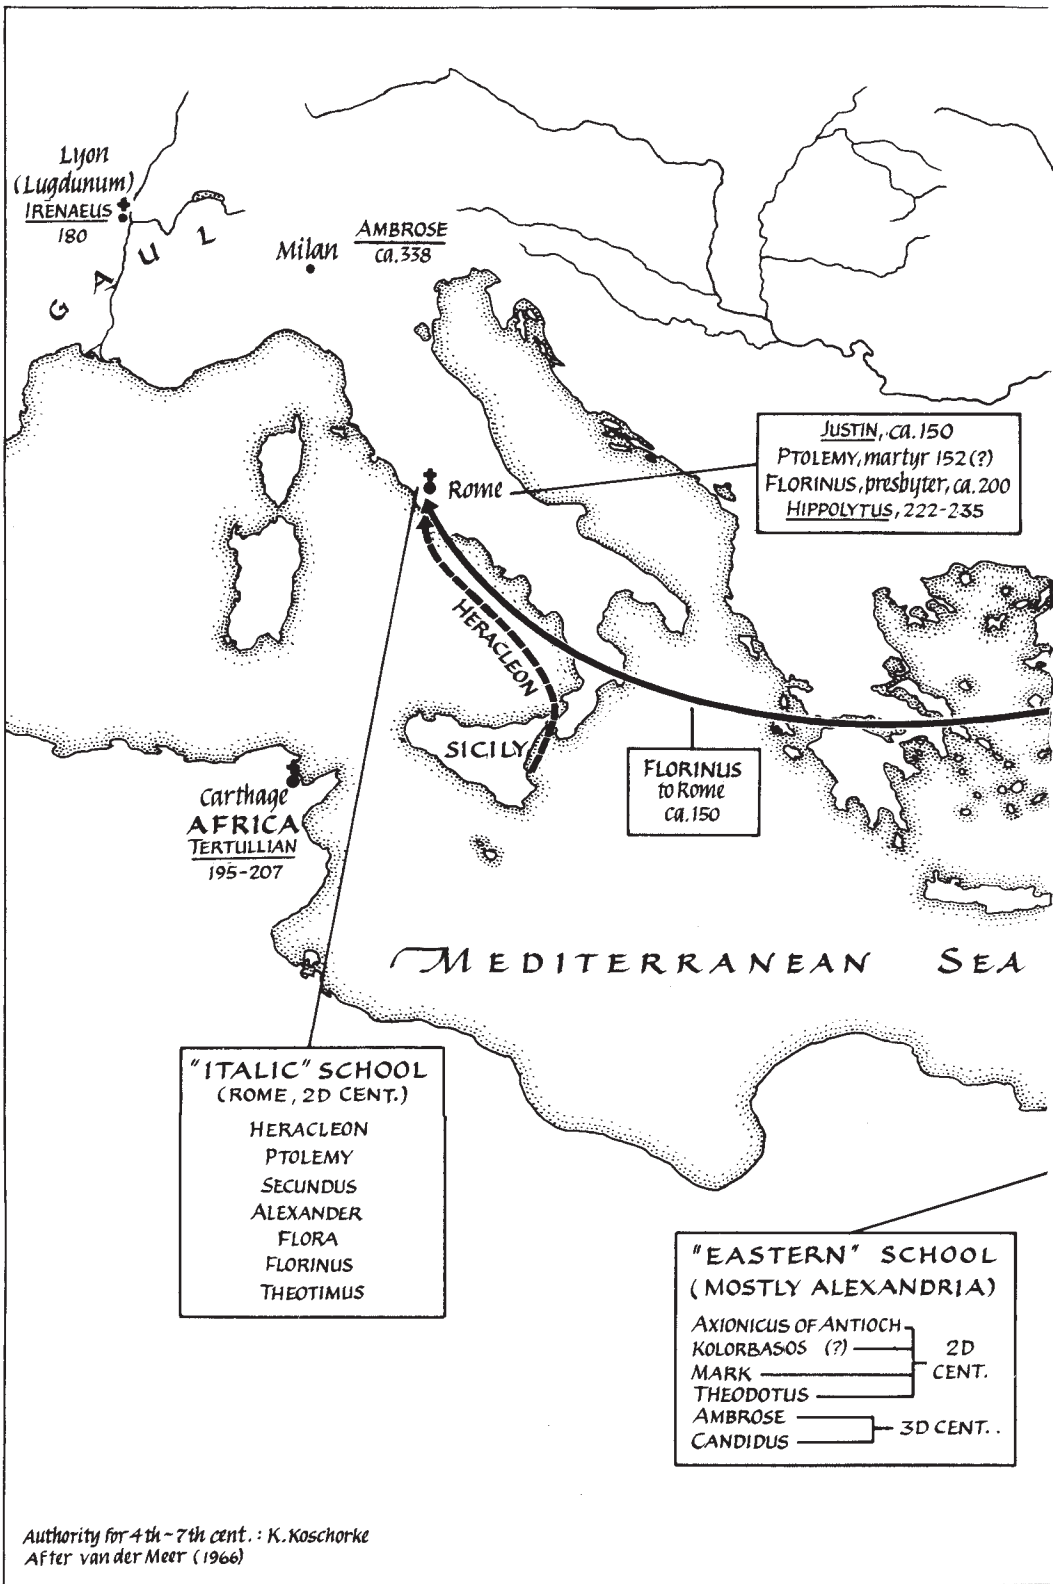 Lyon
(Lugdunum)
IRENAEUS
180
GAUL
Milan
AMBROSE
ca.338
JUSTIN, ca.150
PTOLEMY, martyr 152(?)
FLORINUS, presbyter, ca.200
HIPPOLYTUS, 222-235
Rome
HERACLEON
SICILY
FLORINUS
to Rome
ca.150
Carthage
AFRICA
TERTULLIAN
195-207
MEDITERRANEAN SEA
"ITALIC" SCHOOL
(ROME, 2D CENT.)
HERACLEON
PTOLEMY
SECUNDUS
ALEXANDER
FLORA
FLORINUS
THEOTIMUS
"EASTERN" SCHOOL
(MOSTLY ALEXANDRIA)
AXIONICUS OF ANTIOCH
KOLORBASOS (?)
MARK
THEODOTUS
2D
CENT.
AMBROSE
CANDIDUS
3D CENT..
Authority for 4th-7th cent.: K. Koschorke
After van der Meer (1966)